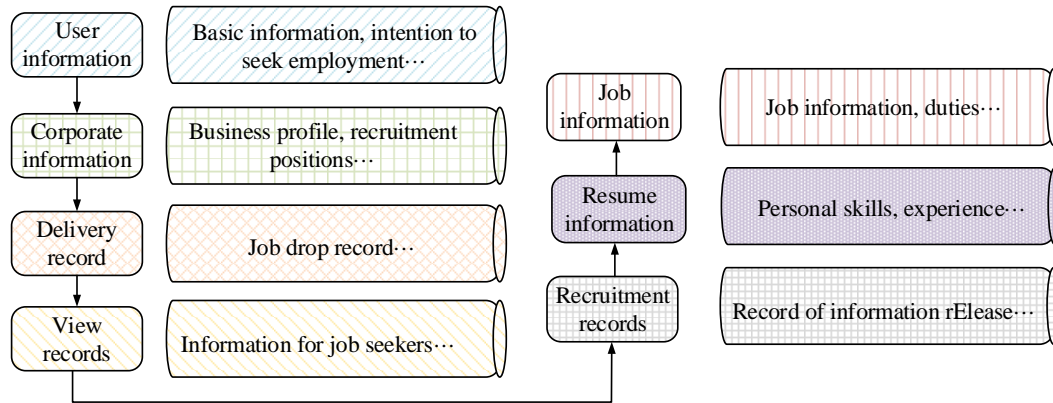 User
information
Basic information, intention to
seek employment…
Corporate
information
Business profile, recruitment
positions…
Delivery
record
Job drop record…
View
records
Information for job seekers…
Job
information
Job information, duties…
Resume
information
Personal skills, experience…
Recruitment
records
Record of information rElease…